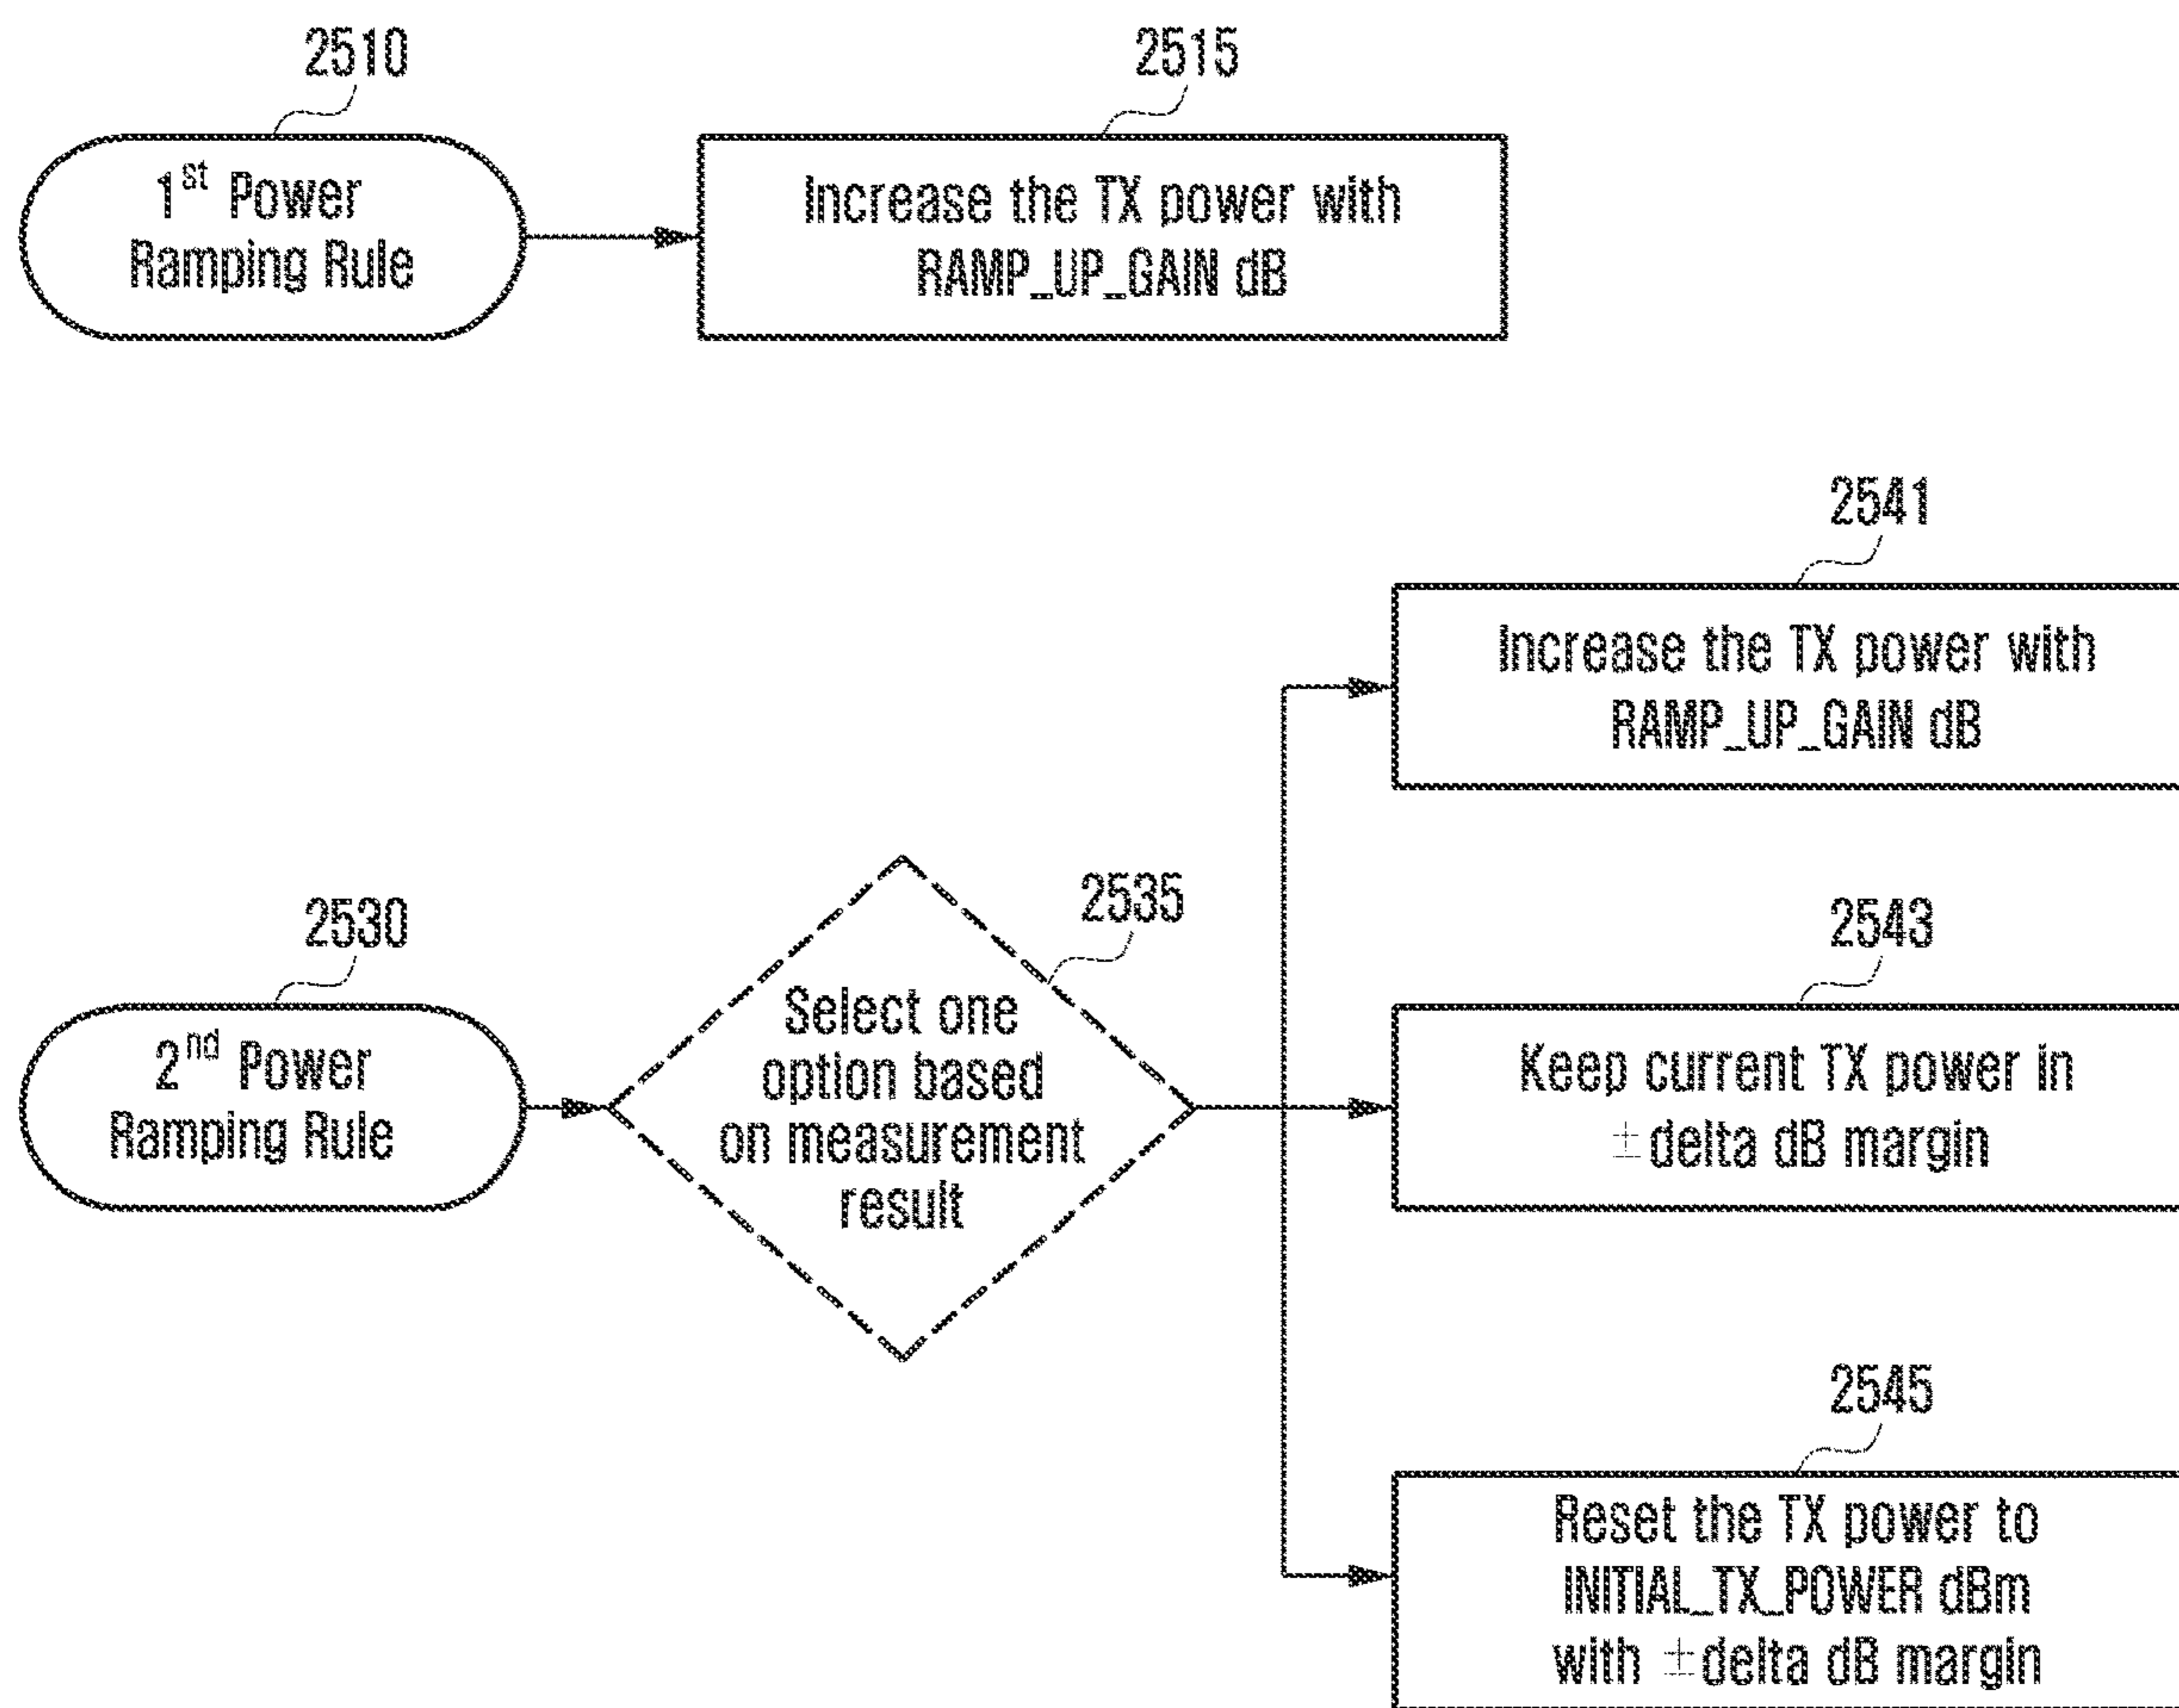 2510
1st Power
Ramping Rule
2515
Increase the TX power with
RAMP_UP_GAIN dB
2530
2nd Power
Ramping Rule
2535
Select one
option based
on measurement
result
2541
Increase the TX power with
RAMP_UP_GAIN dB
2543
Keep current TX power in
±delta dB margin
2545
Reset the TX power to
INITIAL_TX_POWER dBm
with ±delta dB margin